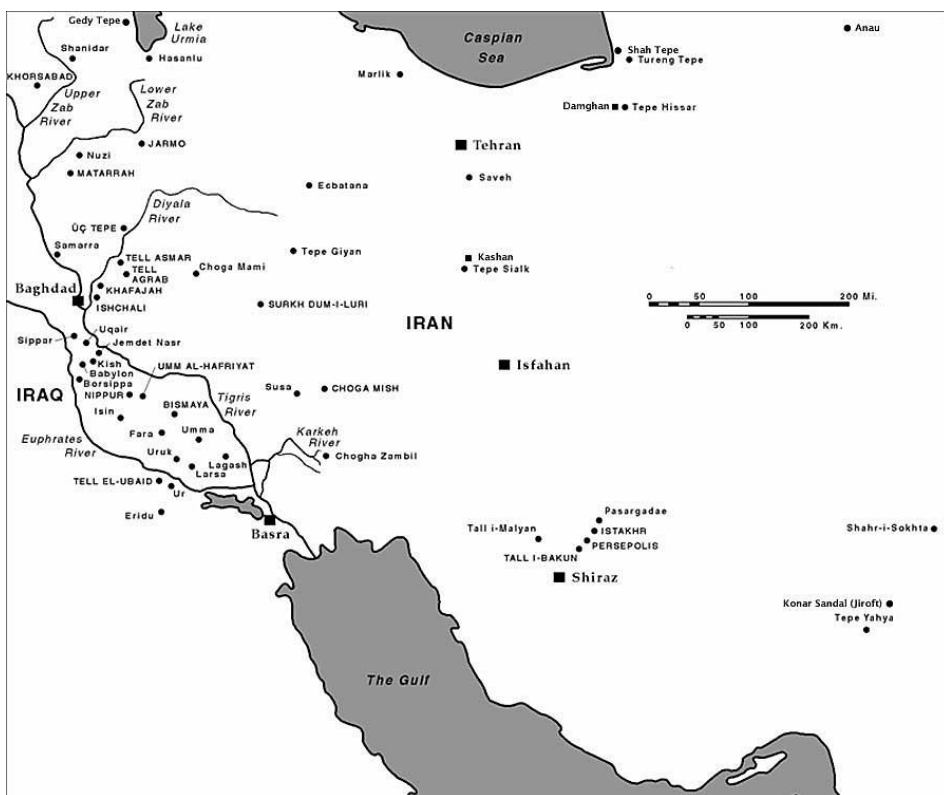 Gedy Tepe
Lake
Urmia
Shanidar
Hasanlu
KHORSABAD
Upper
Zab
River
Lower
Zab
River
Caspian
Sea
Marlik
Shah Tepe
Tureng Tepe
Anau
Damghan
Tepe Hissar
JARMO
Nuzi
MATARRAH
Tehran
Saveh
Ecbatana
Diyala
River
ÜÇ TEPE
Samarra
TELL ASMAR
TELL
AGRAB
Choga Mami
Tepe Giyan
Kashan
Tepe Sialk
Baghdad
KHAFAJAH
ISHCHALI
SURKH DUM-I-LURI
IRAN
0 50 100 200 Mi.
0 50 100 200 Km.
Uqair
Sippar
Jemdet Nasr
Kish
Babylon
Borsippa
UMM AL-HAFRIYAT
Isfahan
IRAQ
NIPPUR
BISMAYA
Tigris
River
Susa
CHOGA MISH
Isin
Fara
Umma
Euphrates
River
Karkeh
River
Uruk
Larsa
Lagash
Chogha Zambil
TELL EL-UBAID
Ur
Eridu
Basra
Pasargadae
Tall i-Malyan
ISTAKHR
PERSEPOLIS
TALL I-BAKUN
Shiraz
Shahr-i-Sokhta
Konar Sandal (Jiroft)
Tepe Yahya
The Gulf